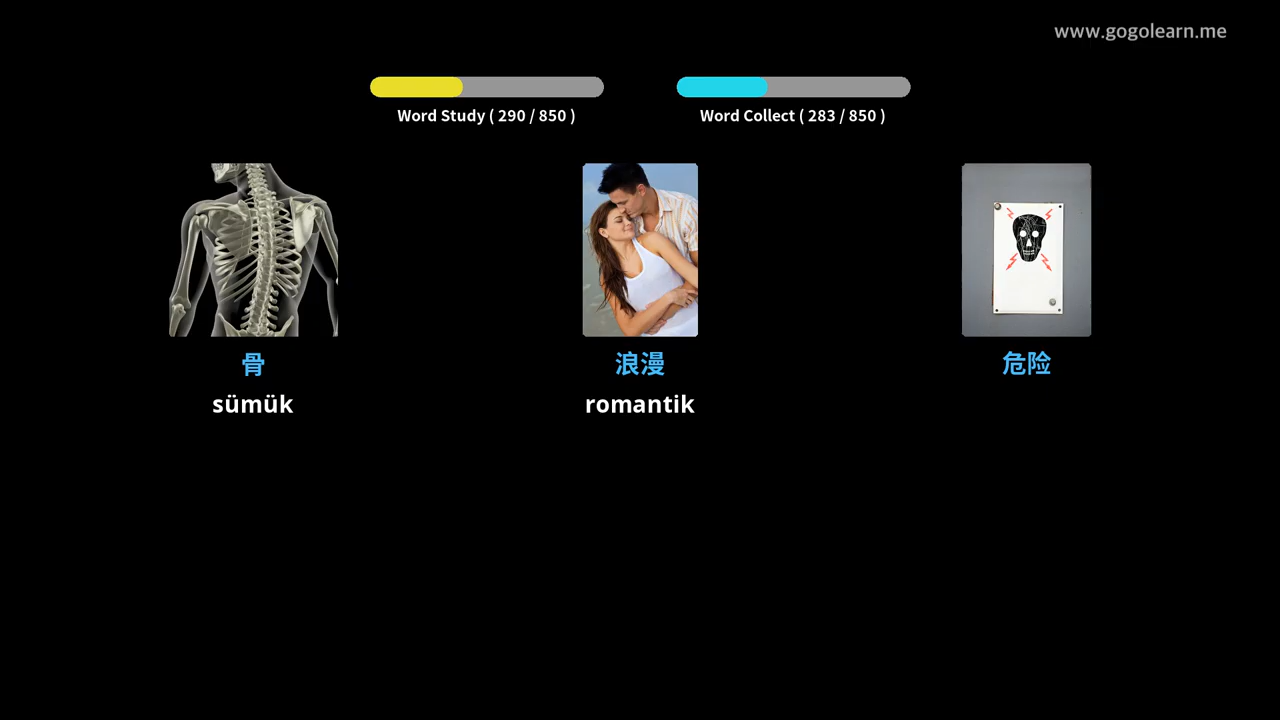 www.gogolearn.me
Word Study ( 290 / 850 )
Word Collect ( 283 / 850 )
骨
浪漫
危险
sümük
romantik